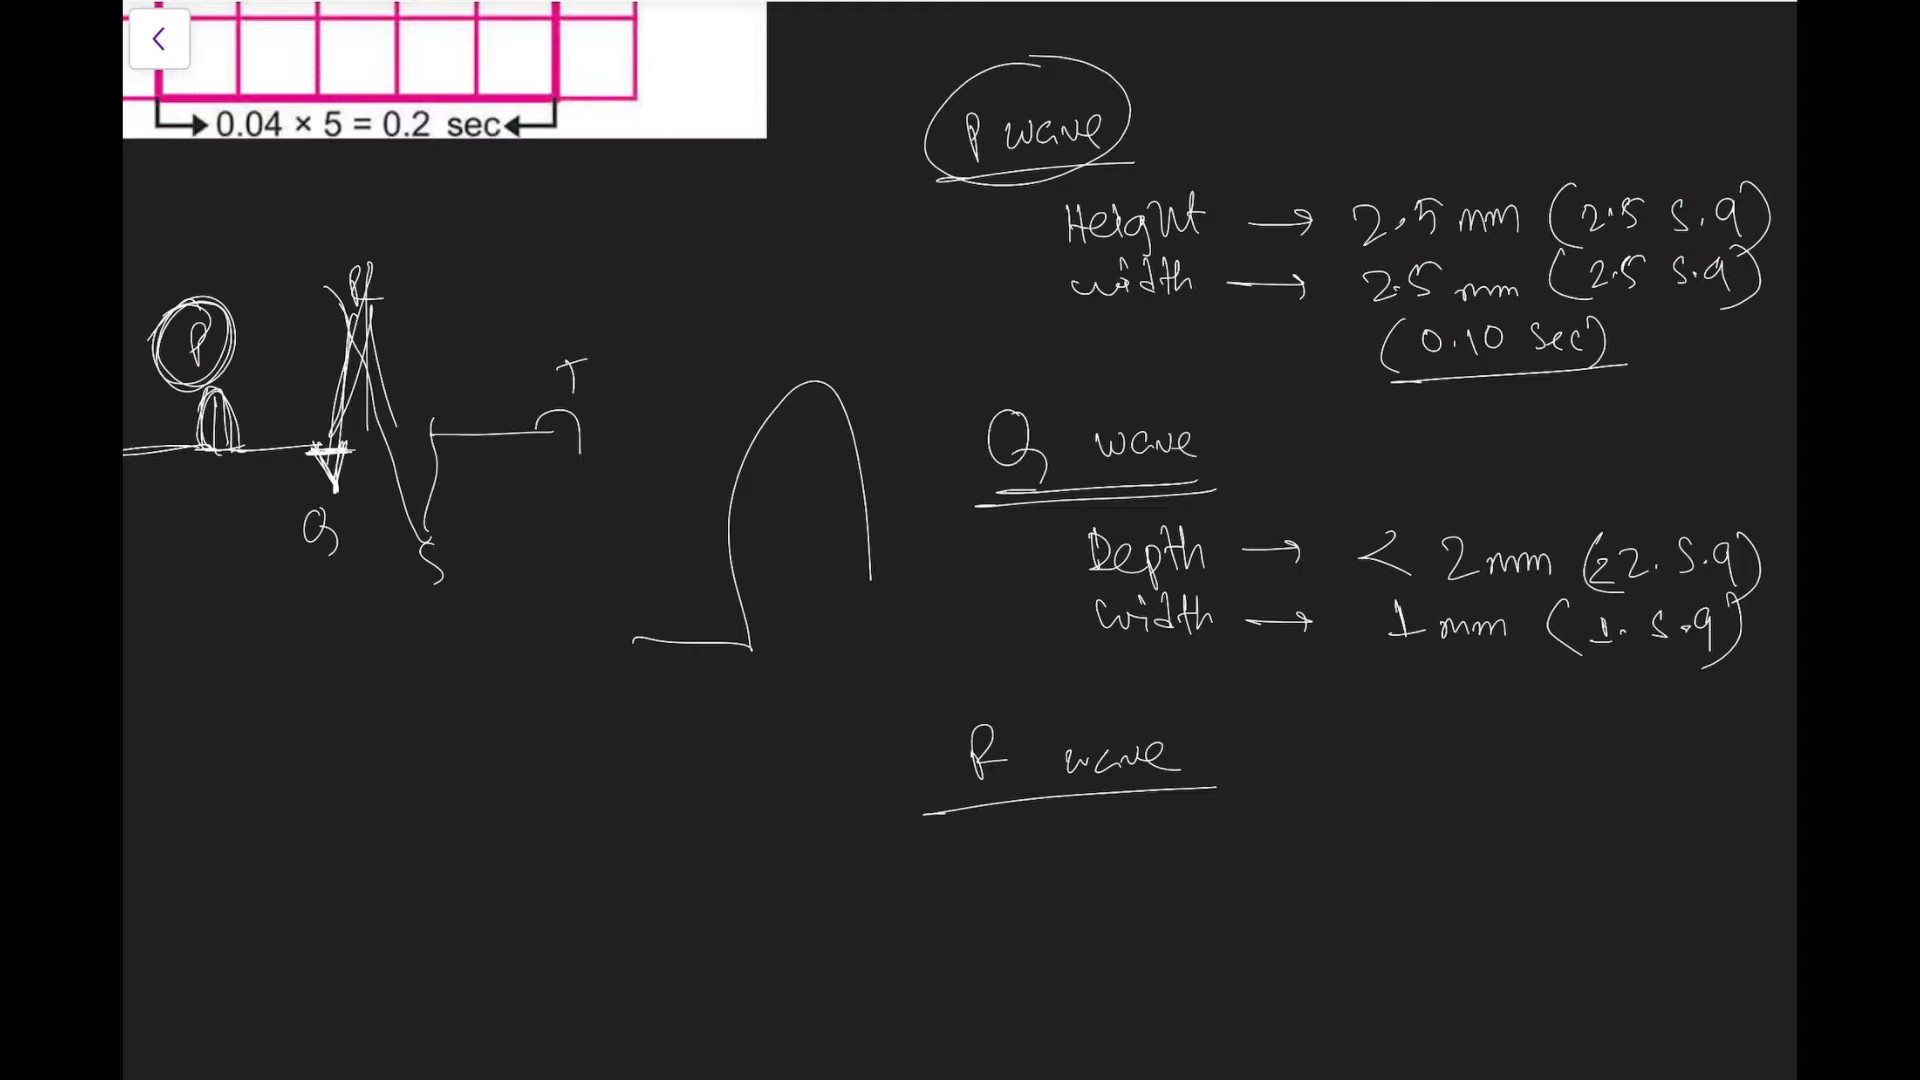 0.04 × 5 = 0.2 sec
P wave
Height → 2.5 mm (2.5 s.q)
width → 2.5 mm (2.5 s.q)
(0.10 sec)
P
R
T
Q
S
Q wave
Depth → < 2 mm (≤2. s.q)
width → 1 mm (1. s.q)
R wave